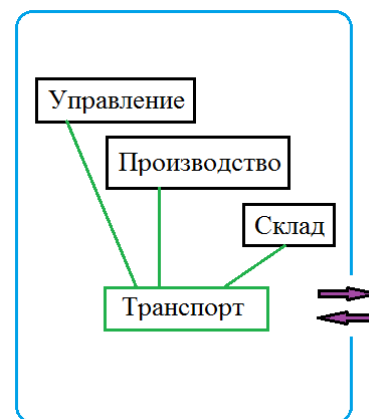 Управление
Производство
Склад
Транспорт